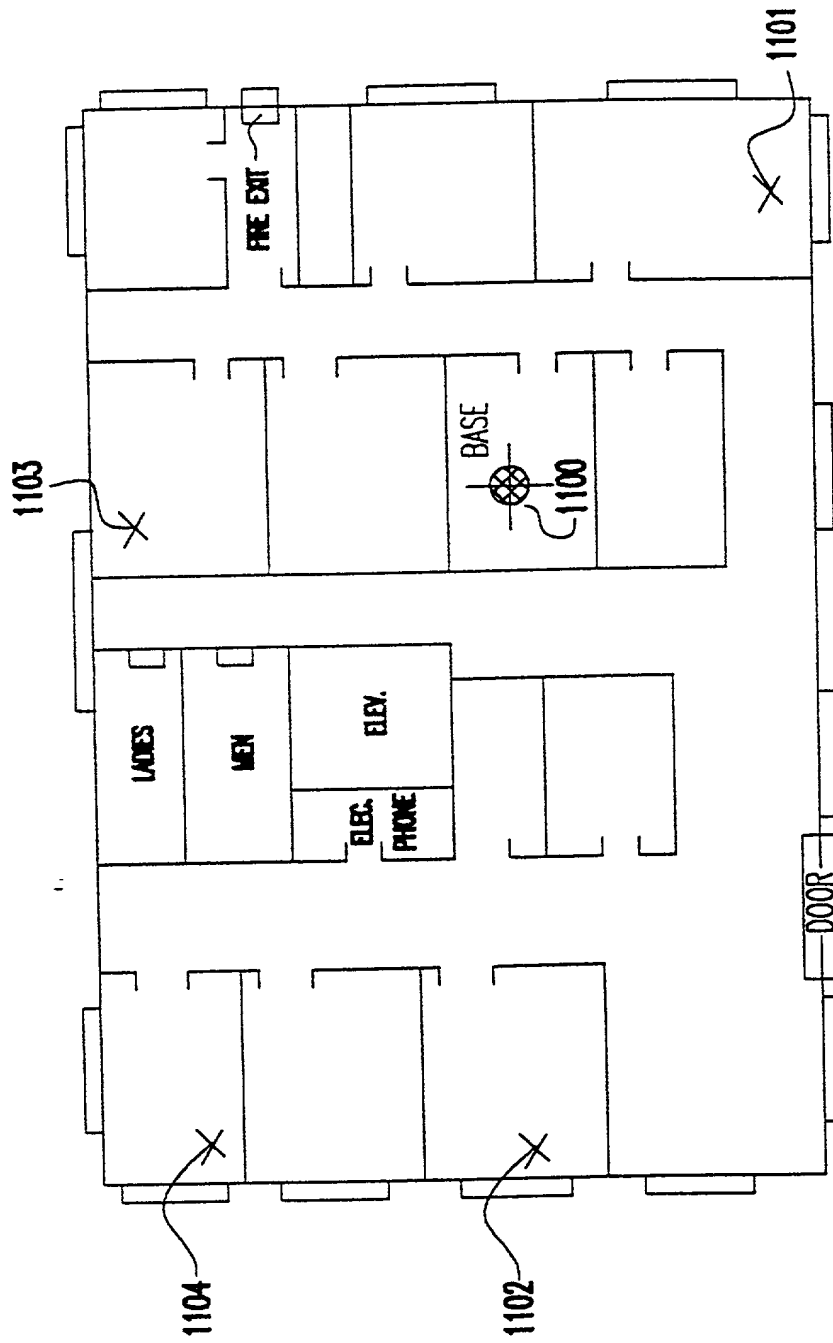 1101
FIRE EXIT
1103
BASE
1100
LADIES
MEN
ELEV.
ELEC.
PHONE
DOOR
1104
1102